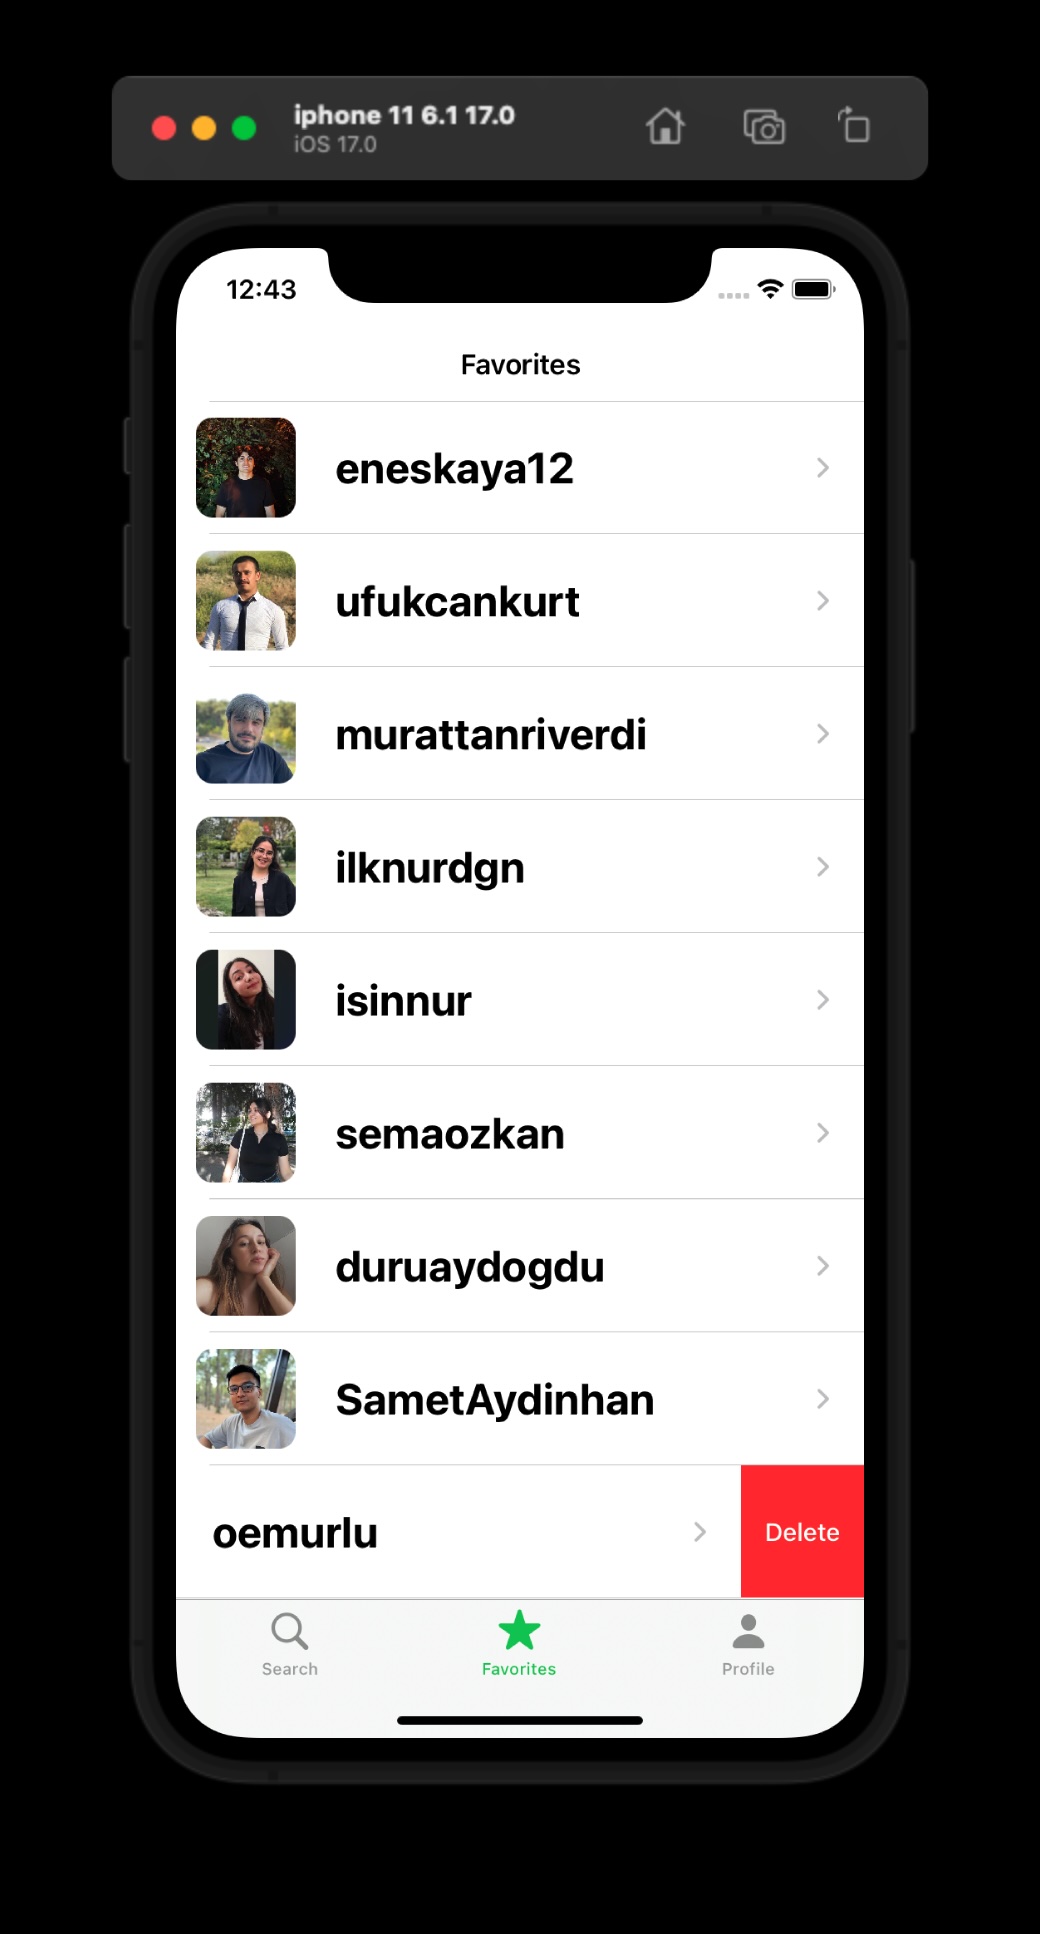 iphone 11 6.1 17.0
iOS 17.0
12:43
Favorites
eneskaya12
ufukcankurt
murattanriverdi
ilknurdgn
isinnur
semaozkan
duruaydogdu
SametAydinhan
oemurlu
Delete
Search
Favorites
Profile